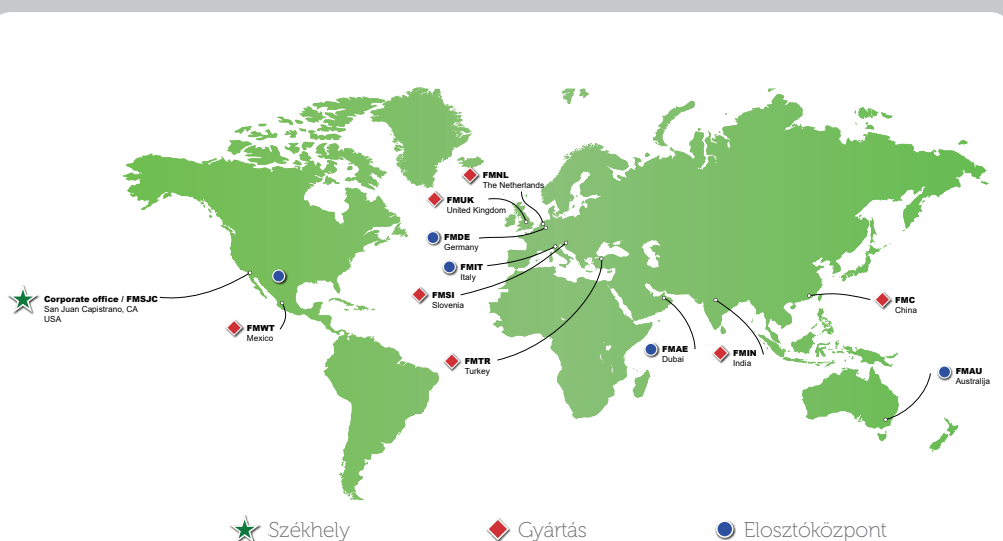 FMNL
The Netherlands
FMUK
United Kingdom
FMDE
Germany
FMIT
Italy
FMSI
Slovenia
Corporate office / FMSJC
San Juan Capistrano, CA
USA
FMWT
Mexico
FMTR
Turkey
FMAE
Dubai
FMIN
India
FMC
China
FMAU
Australija
Székhely
Gyártás
Elosztóközpont